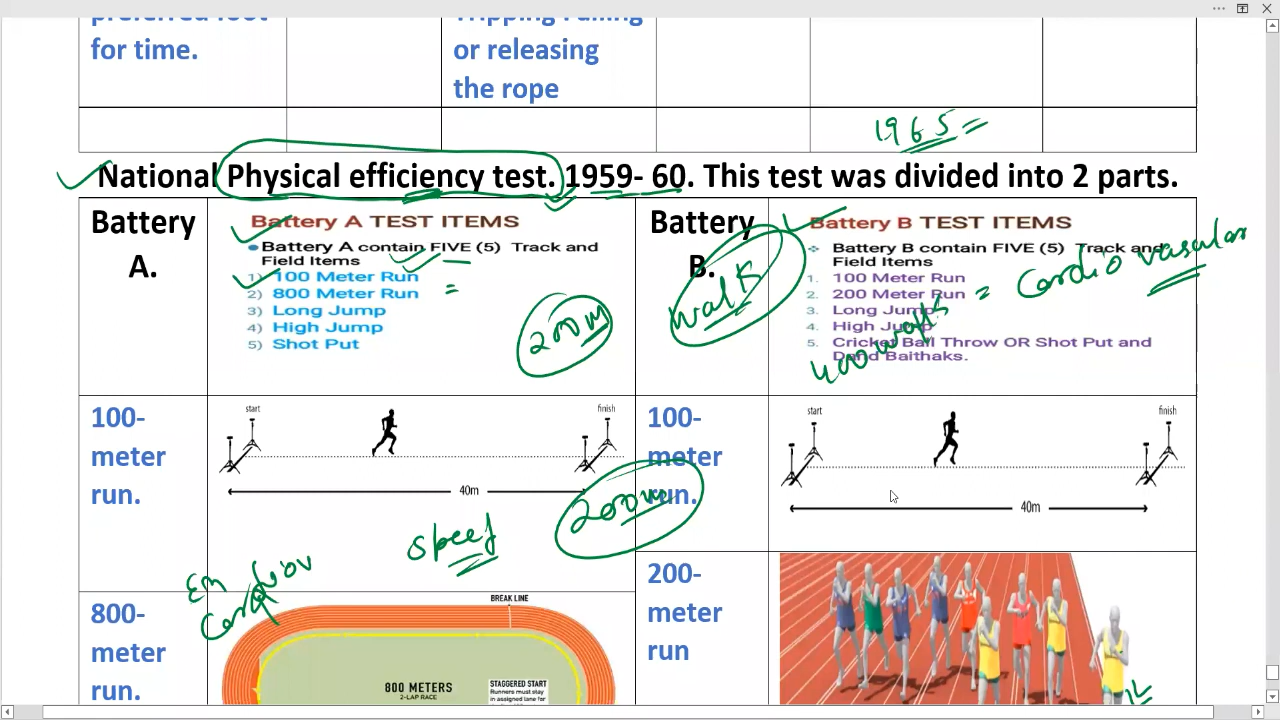 preferred foot
for time.
tripping falling
or releasing
the rope
1965=
National Physical efficiency test. 1959- 60. This test was divided into 2 parts.
Battery
A.
Battery A TEST ITEMS
Battery A contain FIVE (5) Track and
Field Items
1) 100 Meter Run
2) 800 Meter Run =
3) Long Jump
4) High Jump
5) Shot Put
200m
Battery
B.
walk
Battery B TEST ITEMS
Battery B contain FIVE (5) Track and
Field Items
1. 100 Meter Run
2. 200 Meter Run = Cardio vasular
3. Long Jump
4. High Jump
5. Cricket Ball Throw OR Shot Put and
Dand Baithaks.
100-
meter
run.
start
finish
40m
speed
200m
100-
meter
run.
start
finish
40m
800-
meter
run.
BREAK LINE
800 METERS
2-LAP RACE
STAGGERED START
Runners must stay
in assigned lane for
200-
meter
run